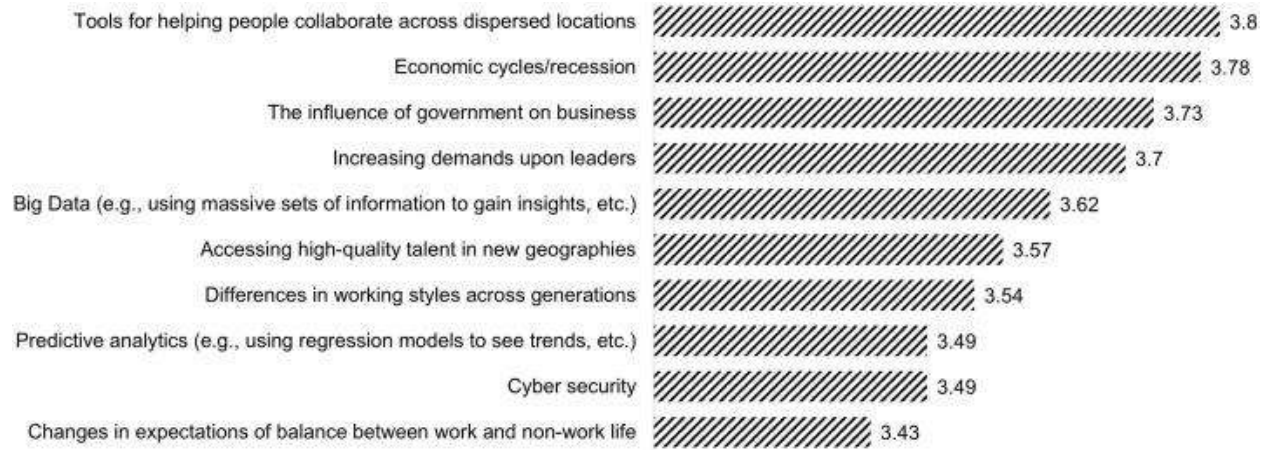 Tools for helping people collaborate across dispersed locations 3.8
Economic cycles/recession 3.78
The influence of government on business 3.73
Increasing demands upon leaders 3.7
Big Data (e.g., using massive sets of information to gain insights, etc.) 3.62
Accessing high-quality talent in new geographies 3.57
Differences in working styles across generations 3.54
Predictive analytics (e.g., using regression models to see trends, etc.) 3.49
Cyber security 3.49
Changes in expectations of balance between work and non-work life 3.43